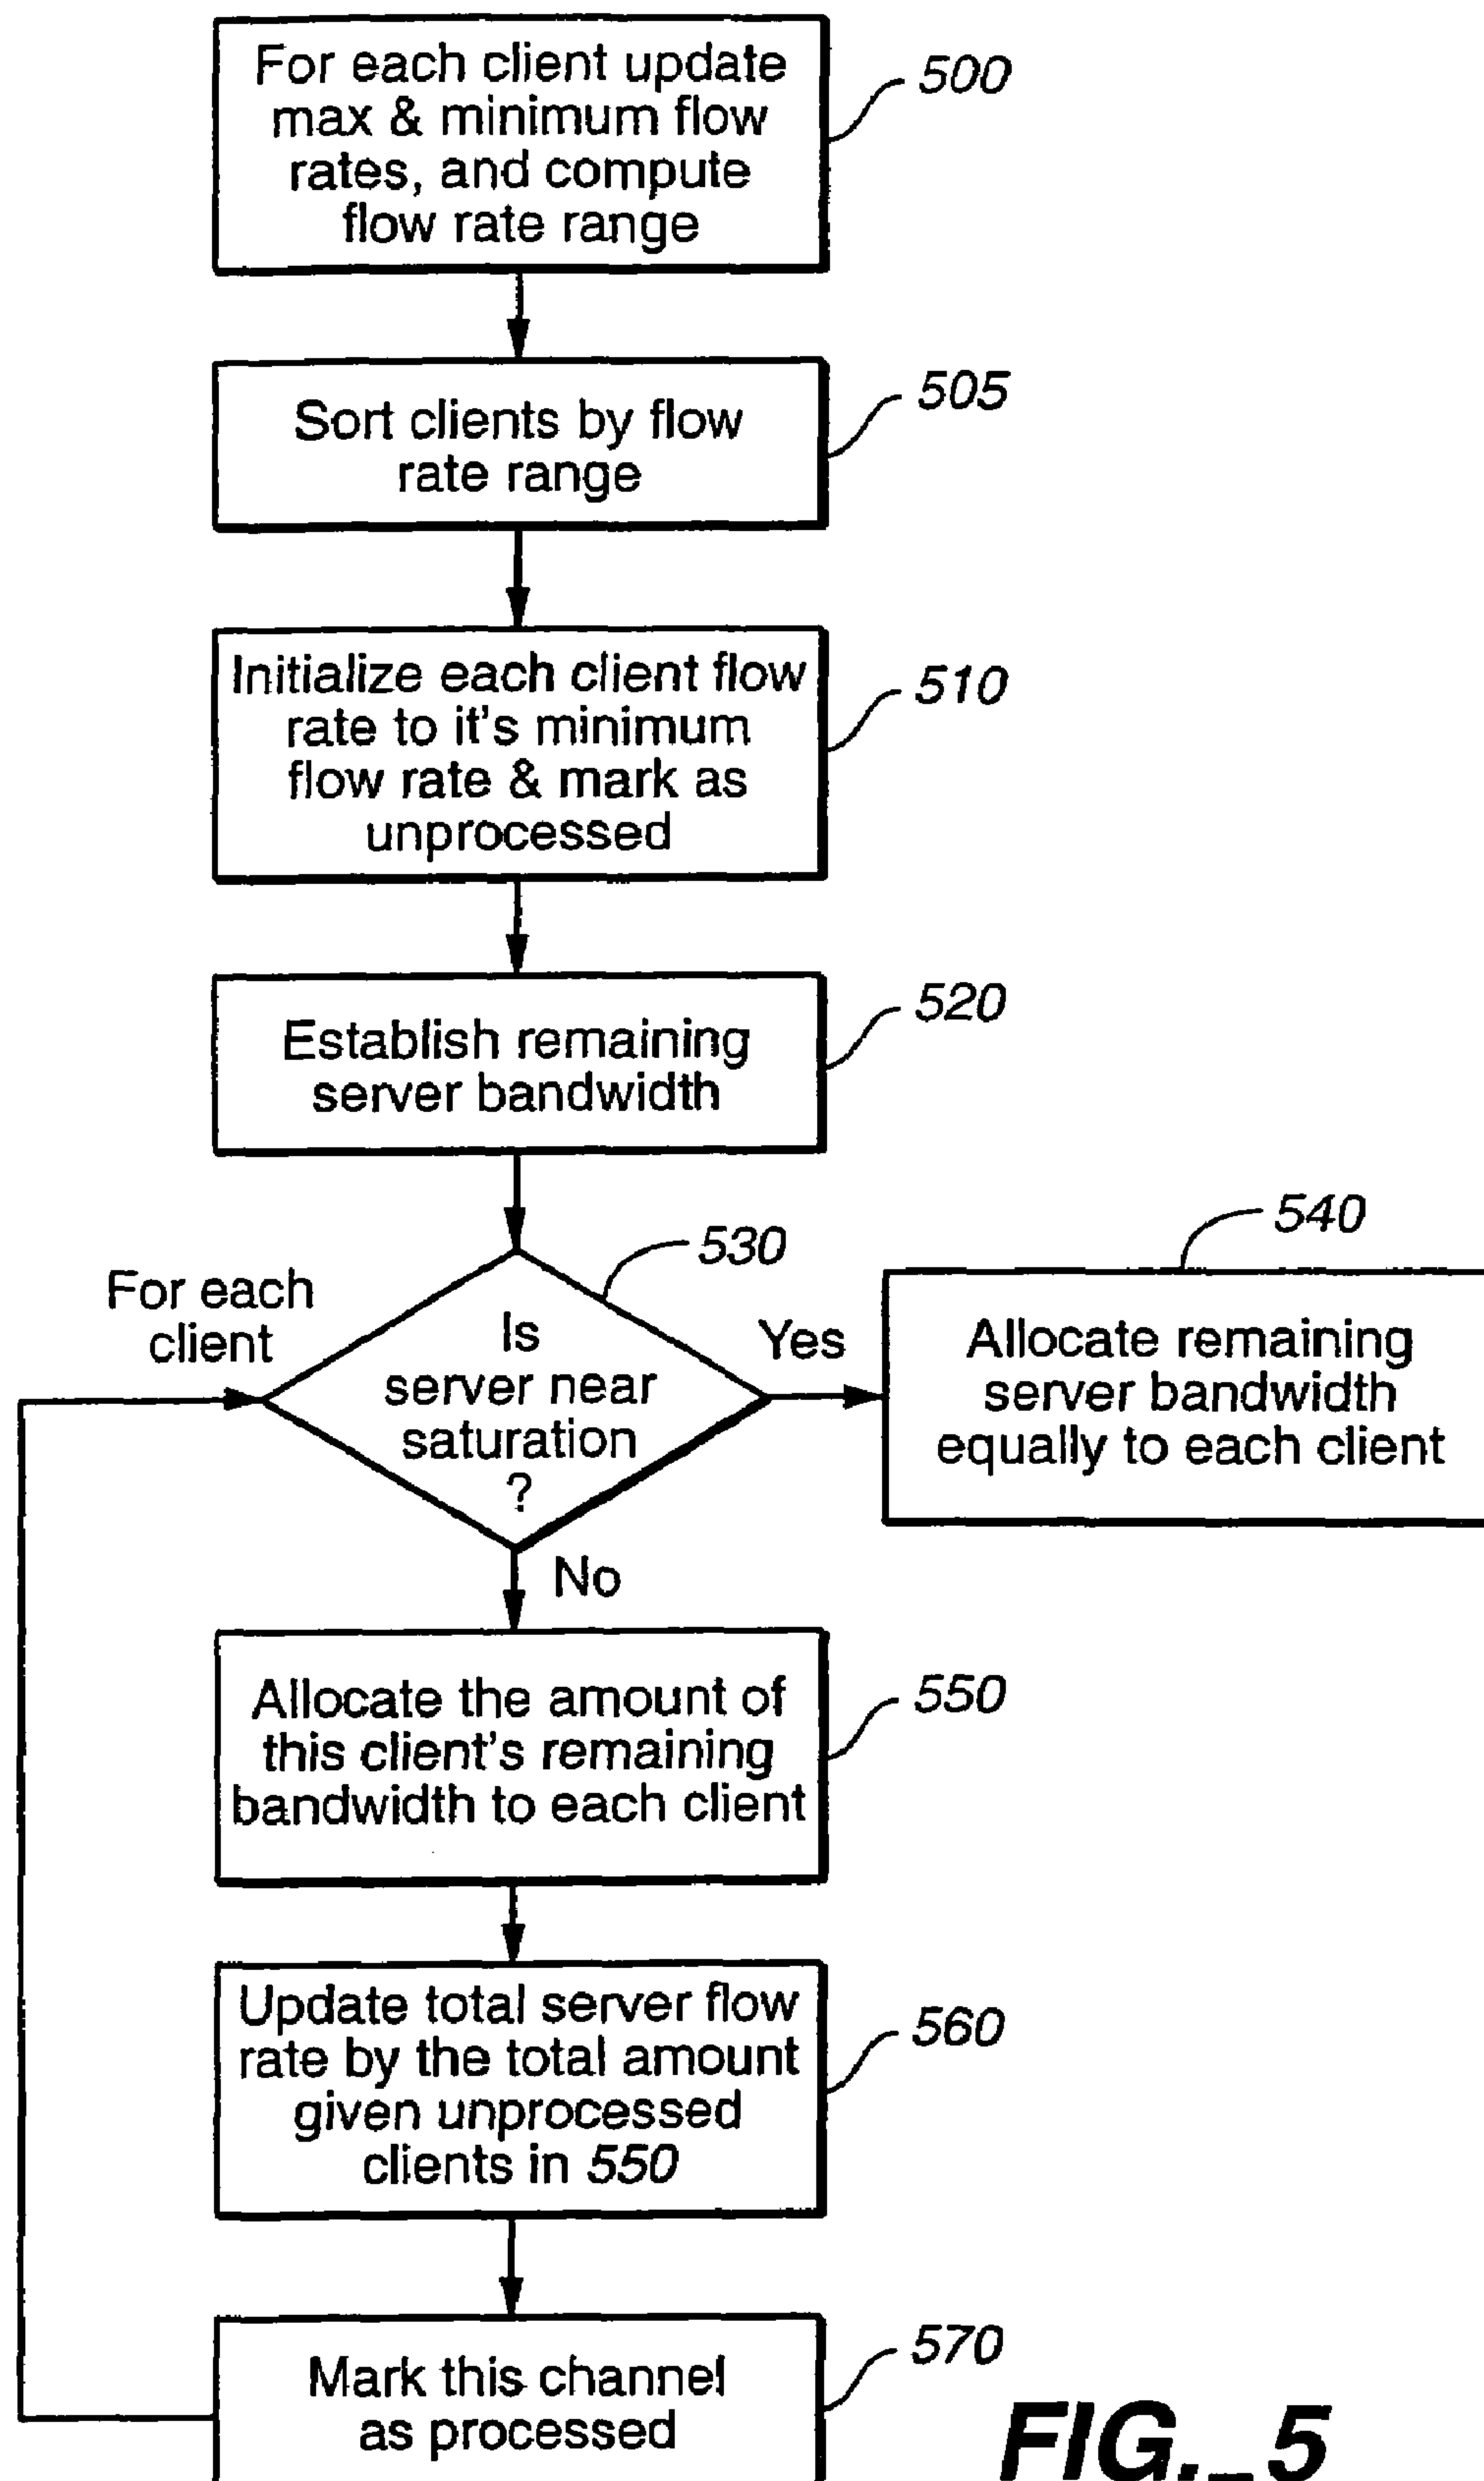 For each client update
max & minimum flow
rates, and compute
flow rate range
500
Sort clients by flow
rate range
505
Initialize each client flow
rate to it's minimum
flow rate & mark as
unprocessed
510
Establish remaining
server bandwidth
520
For each
client
Is
server near
saturation
?
530
Yes
Allocate remaining
server bandwidth
equally to each client
540
No
Allocate the amount of
this client's remaining
bandwidth to each client
550
Update total server flow
rate by the total amount
given unprocessed
clients in 550
560
Mark this channel
as processed
570
FIG._5